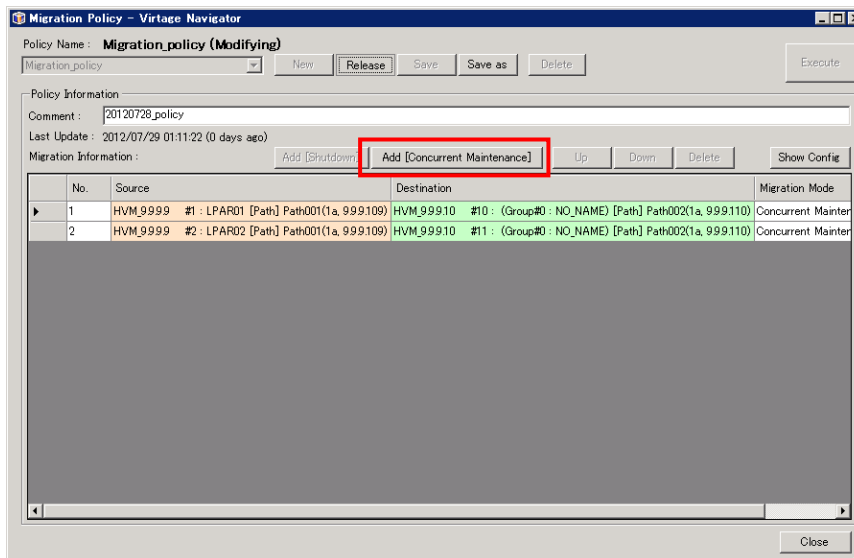 Migration Policy - Virtage Navigator
Policy Name : Migration_policy (Modifying)
Migration_policy New Release Save Save as Delete Execute
Policy Information
Comment : 20120728_policy
Last Update : 2012/07/29 01:11:22 (0 days ago)
Migration Information : Add [Shutdown] Add [Concurrent Maintenance] Up Down Delete Show Config
No. Source Destination Migration Mode
1 HVM_9.9.9.9 #1 : LPAR01 [Path] Path001(1a, 9.9.9.109) HVM_9.9.9.10 #10 : (Group#0 : NO_NAME) [Path] Path002(1a, 9.9.9.110) Concurrent Mainter
2 HVM_9.9.9.9 #2 : LPAR02 [Path] Path001(1a, 9.9.9.109) HVM_9.9.9.10 #11 : (Group#0 : NO_NAME) [Path] Path002(1a, 9.9.9.110) Concurrent Mainter
Close